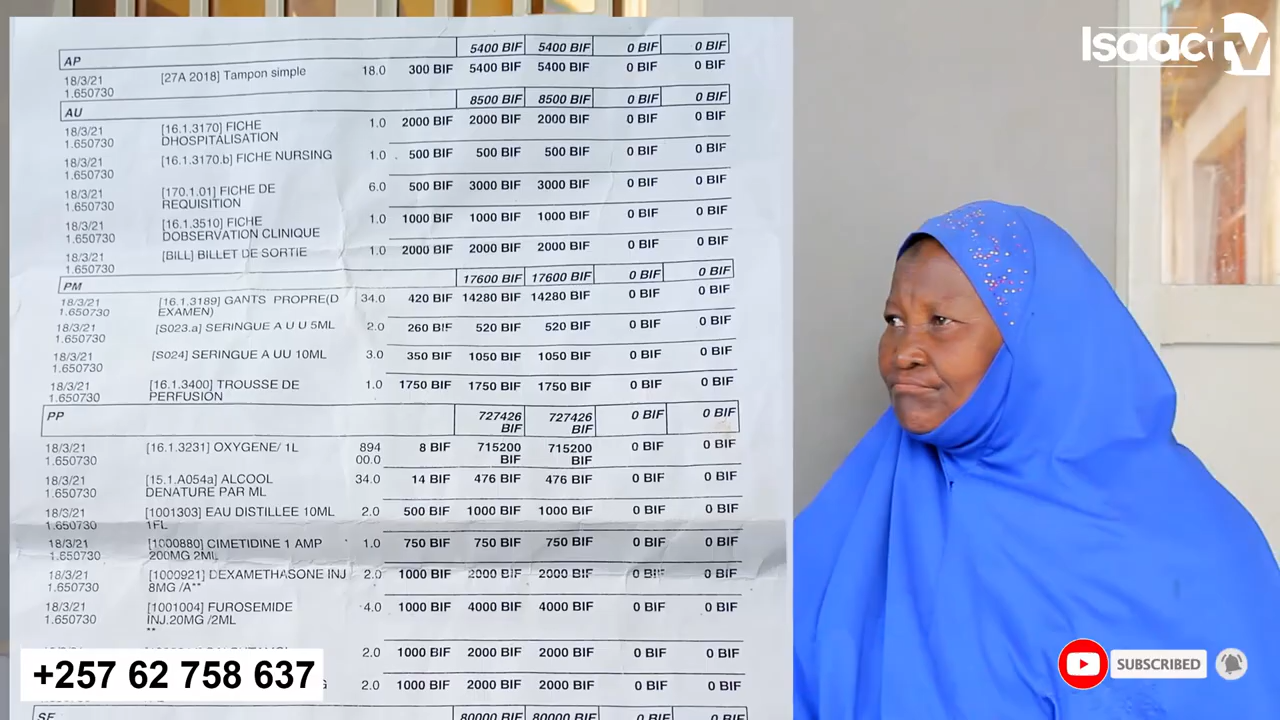 Isaac TV
AP 5400 BIF 5400 BIF 0 BIF 0 BIF
18/3/21 [27A 2018] Tampon simple 18.0 300 BIF 5400 BIF 5400 BIF 0 BIF 0 BIF
1.650730
AU 8500 BIF 8500 BIF 0 BIF 0 BIF
18/3/21 [16.1.3170] FICHE 1.0 2000 BIF 2000 BIF 2000 BIF 0 BIF 0 BIF
1.650730 DHOSPITALISATION
18/3/21 [16.1.3170.b] FICHE NURSING 1.0 500 BIF 500 BIF 500 BIF 0 BIF 0 BIF
1.650730
18/3/21 [170.1.01] FICHE DE 6.0 500 BIF 3000 BIF 3000 BIF 0 BIF 0 BIF
1.650730 REQUISITION
18/3/21 [16.1.3510] FICHE 1.0 1000 BIF 1000 BIF 1000 BIF 0 BIF 0 BIF
1.650730 DOBSERVATION CLINIQUE
18/3/21 [BILL] BILLET DE SORTIE 1.0 2000 BIF 2000 BIF 2000 BIF 0 BIF 0 BIF
1.650730
PM 17600 BIF 17600 BIF 0 BIF 0 BIF
18/3/21 [16.1.3189] GANTS PROPRE(D 34.0 420 BIF 14280 BIF 14280 BIF 0 BIF 0 BIF
1.650730 EXAMEN)
18/3/21 [S023.a] SERINGUE A U U 5ML 2.0 260 BIF 520 BIF 520 BIF 0 BIF 0 BIF
1.650730
18/3/21 [S024] SERINGUE A UU 10ML 3.0 350 BIF 1050 BIF 1050 BIF 0 BIF 0 BIF
1.650730
18/3/21 [16.1.3400] TROUSSE DE 1.0 1750 BIF 1750 BIF 1750 BIF 0 BIF 0 BIF
1.650730 PERFUSION
PP 727426 727426 0 BIF 0 BIF
BIF BIF
18/3/21 [16.1.3231] OXYGENE/ 1L 894 8 BIF 715200 715200 0 BIF 0 BIF
1.650730 00.0 BIF BIF
18/3/21 [15.1.A054a] ALCOOL 34.0 14 BIF 476 BIF 476 BIF 0 BIF 0 BIF
1.650730 DENATURE PAR ML
18/3/21 [1001303] EAU DISTILLEE 10ML 2.0 500 BIF 1000 BIF 1000 BIF 0 BIF 0 BIF
1.650730 1FL
18/3/21 [1000880] CIMETIDINE 1 AMP 1.0 750 BIF 750 BIF 750 BIF 0 BIF 0 BIF
1.650730 200MG 2ML
18/3/21 [1000921] DEXAMETHASONE INJ 2.0 1000 BIF 2000 BIF 2000 BIF 0 BIF 0 BIF
1.650730 8MG /A**
18/3/21 [1001004] FUROSEMIDE 4.0 1000 BIF 4000 BIF 4000 BIF 0 BIF 0 BIF
1.650730 INJ.20MG /2ML
**
2.0 1000 BIF 2000 BIF 2000 BIF 0 BIF 0 BIF
2.0 1000 BIF 2000 BIF 2000 BIF 0 BIF 0 BIF
SE 80000 BIF 80000 BIF 0 BIF 0 BIF
+257 62 758 637
SUBSCRIBED